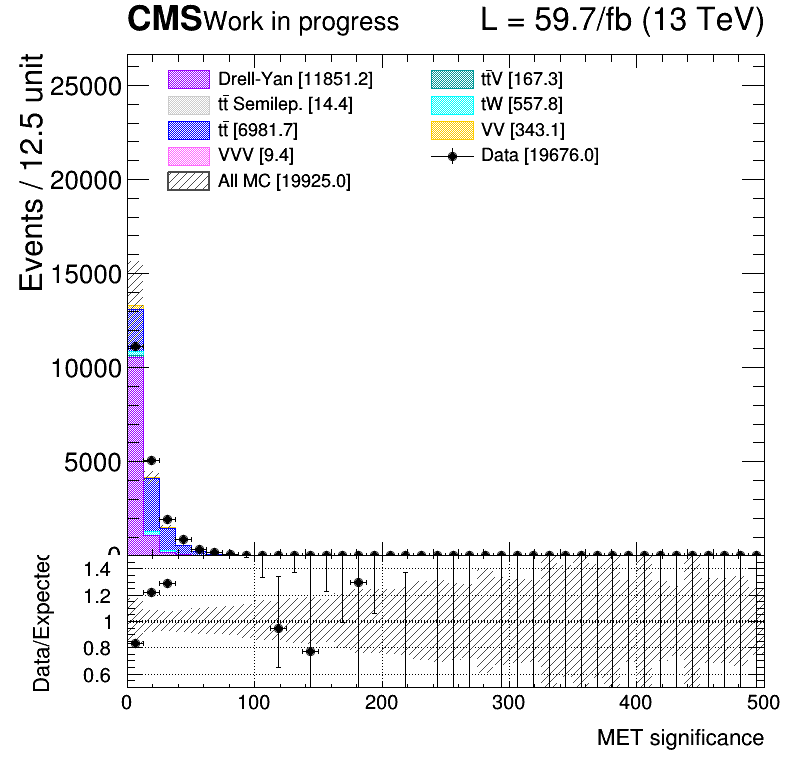 CMS Work in progress L = 59.7/fb (13 TeV)
Events / 12.5 unit
25000
20000
15000
10000
5000
0
Drell-Yan [11851.2]
tt̄ Semilep. [14.4]
tt̄ [6981.7]
VVV [9.4]
All MC [19925.0]
tt̄V [167.3]
tW [557.8]
VV [343.1]
Data [19676.0]
Data/Expected
1.4
1.2
1
0.8
0.6
0 100 200 300 400 500
MET significance